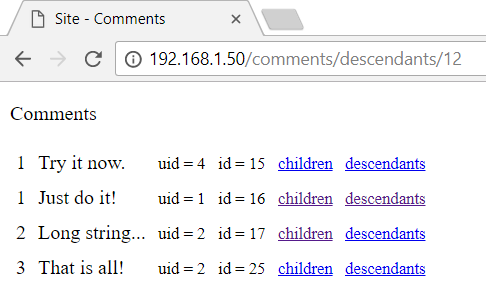 Site - Comments
192.168.1.50/comments/descendants/12
Comments
1 Try it now. uid = 4 id = 15 children descendants
1 Just do it! uid = 1 id = 16 children descendants
2 Long string... uid = 2 id = 17 children descendants
3 That is all! uid = 2 id = 25 children descendants